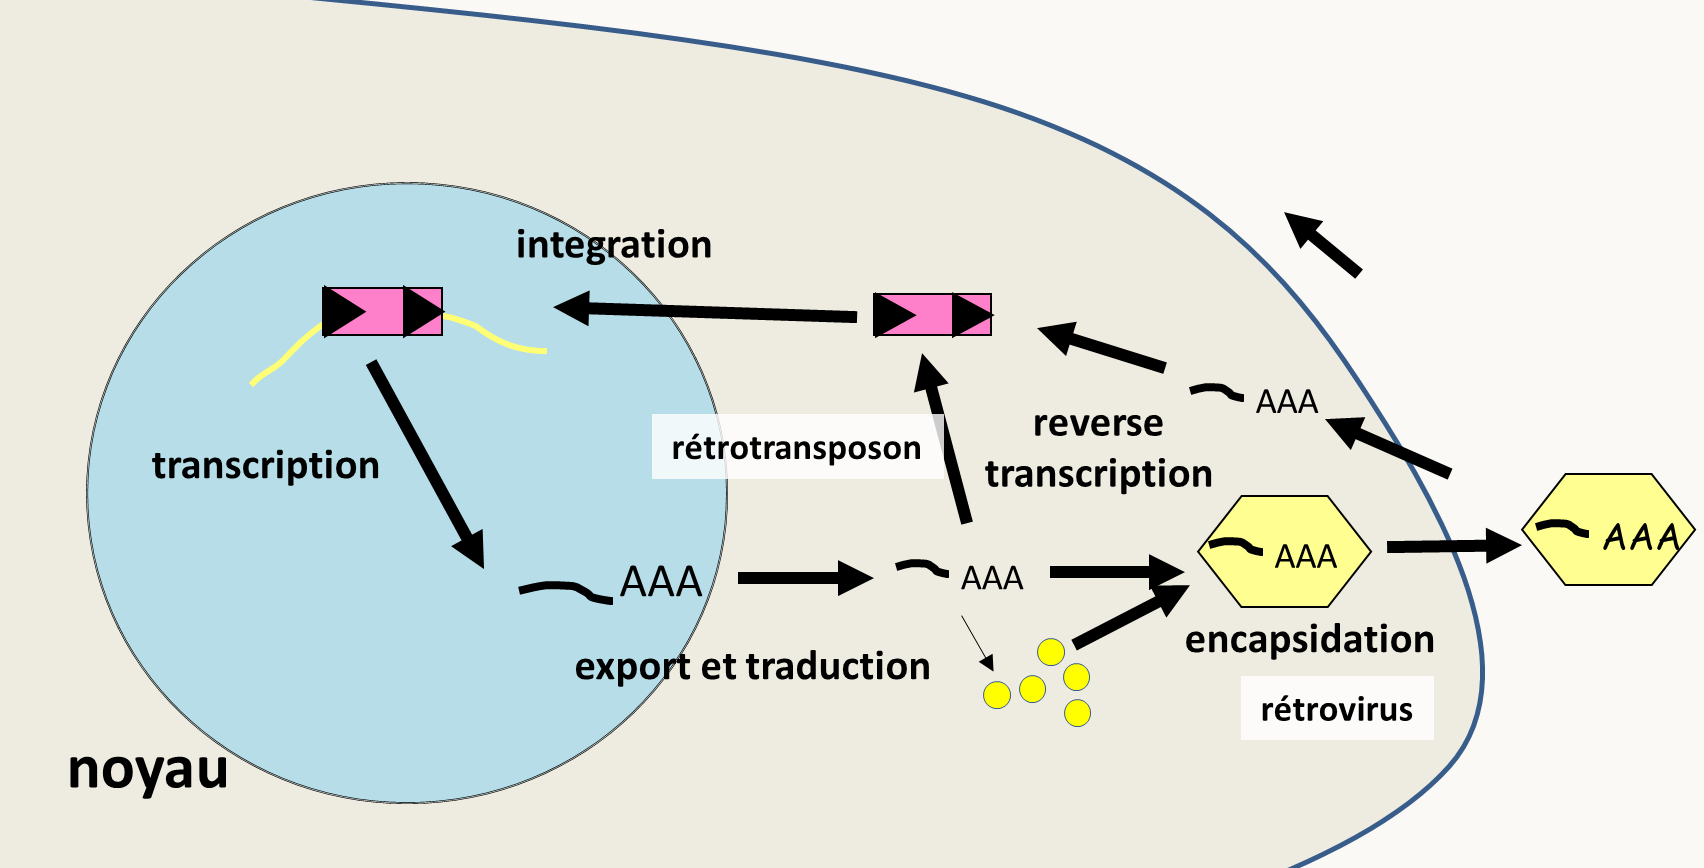 integration
transcription
rétrotransposon
reverse
transcription
AAA
AAA
AAA
AAA
AAA
export et traduction
encapsidation
rétrovirus
noyau